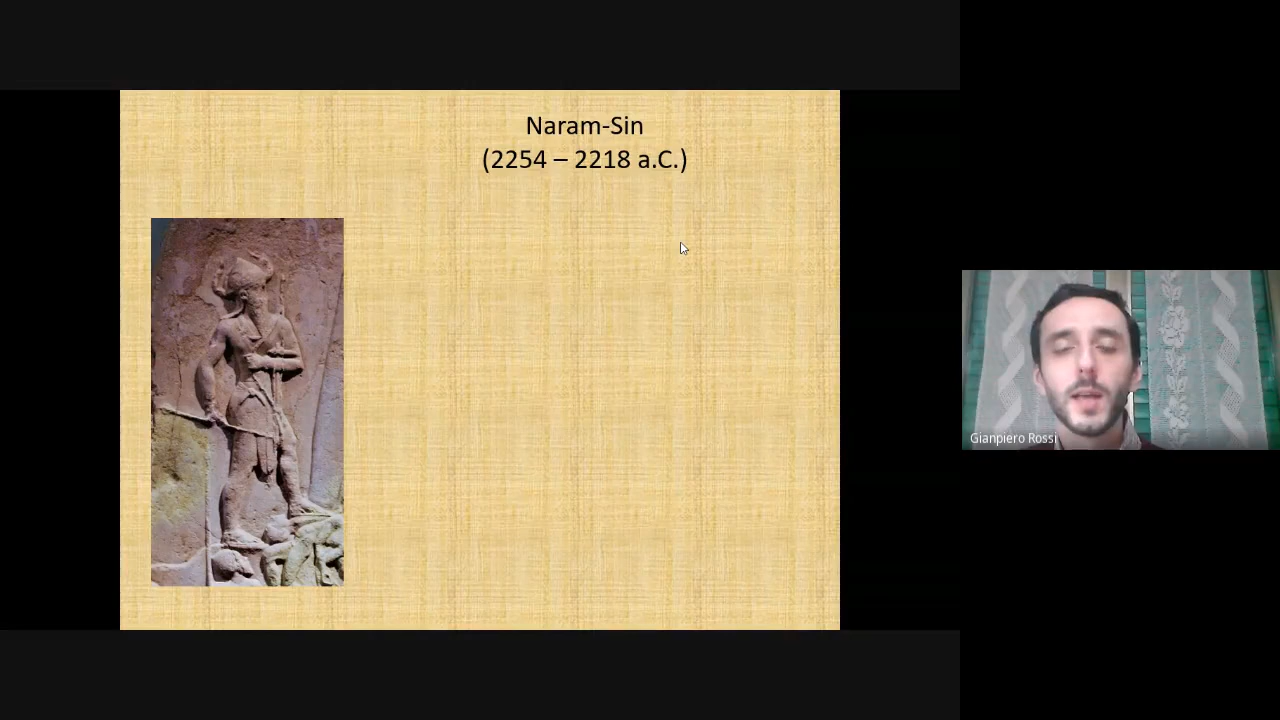 Naram-Sin
(2254 – 2218 a.C.)
Gianpiero Rossi